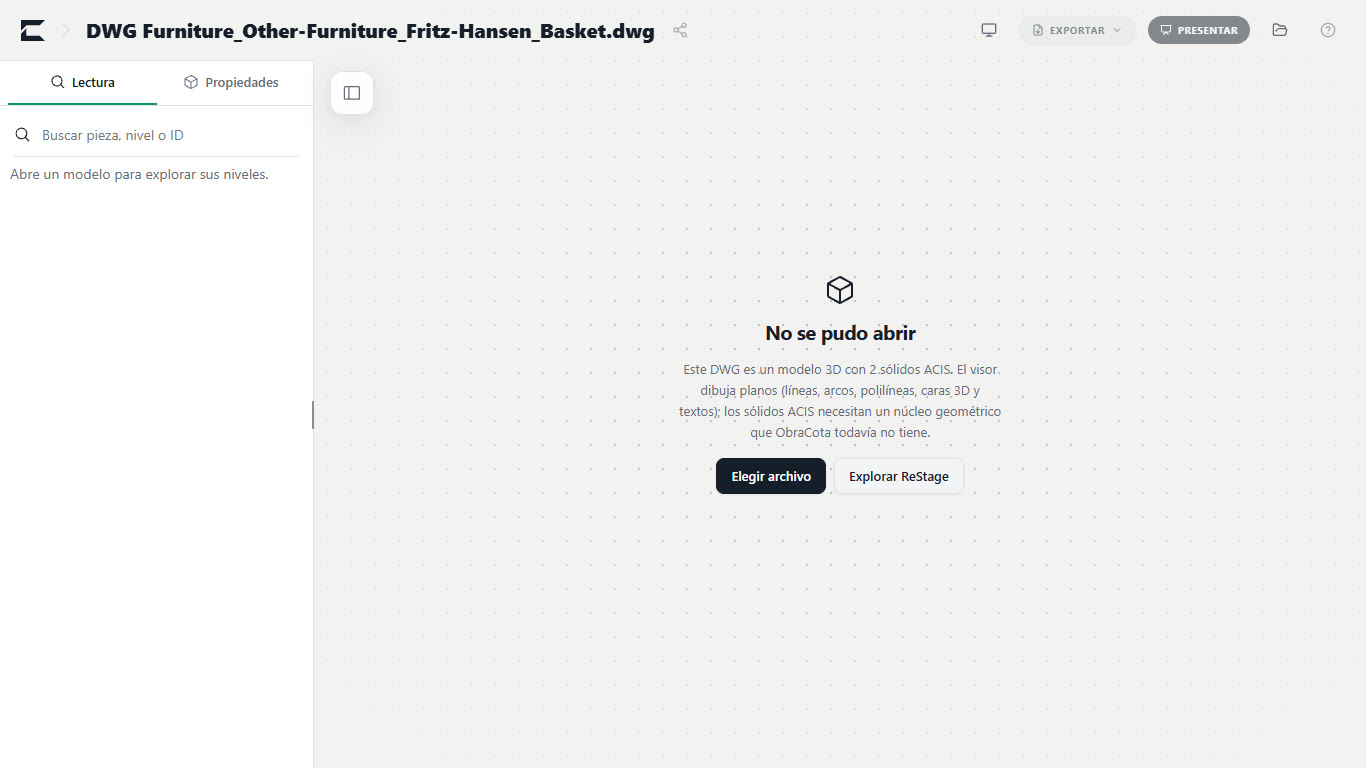 DWG Furniture_Other-Furniture_Fritz-Hansen_Basket.dwg
EXPORTAR
PRESENTAR
Lectura
Propiedades
Buscar pieza, nivel o ID
Abre un modelo para explorar sus niveles.
No se pudo abrir
Este DWG es un modelo 3D con 2 sólidos ACIS. El visor
dibuja planos (líneas, arcos, polilíneas, caras 3D y
textos); los sólidos ACIS necesitan un núcleo geométrico
que ObraCota todavía no tiene.
Elegir archivo
Explorar ReStage